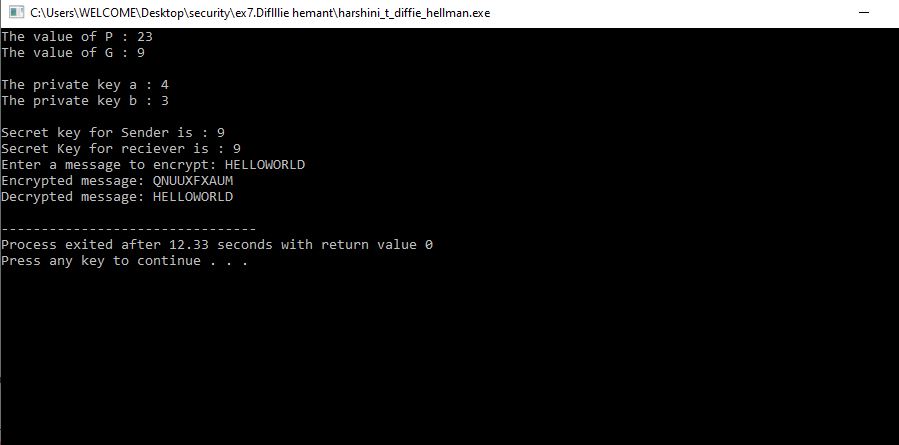 C:\Users\WELCOME\Desktop\security\ex7.Difllie hemant\harshini_t_diffie_hellman.exe
The value of P : 23
The value of G : 9
The private key a : 4
The private key b : 3
Secret key for Sender is : 9
Secret Key for reciever is : 9
Enter a message to encrypt: HELLOWORLD
Encrypted message: QNUUXFXAUM
Decrypted message: HELLOWORLD
--------------------------------
Process exited after 12.33 seconds with return value 0
Press any key to continue . . .